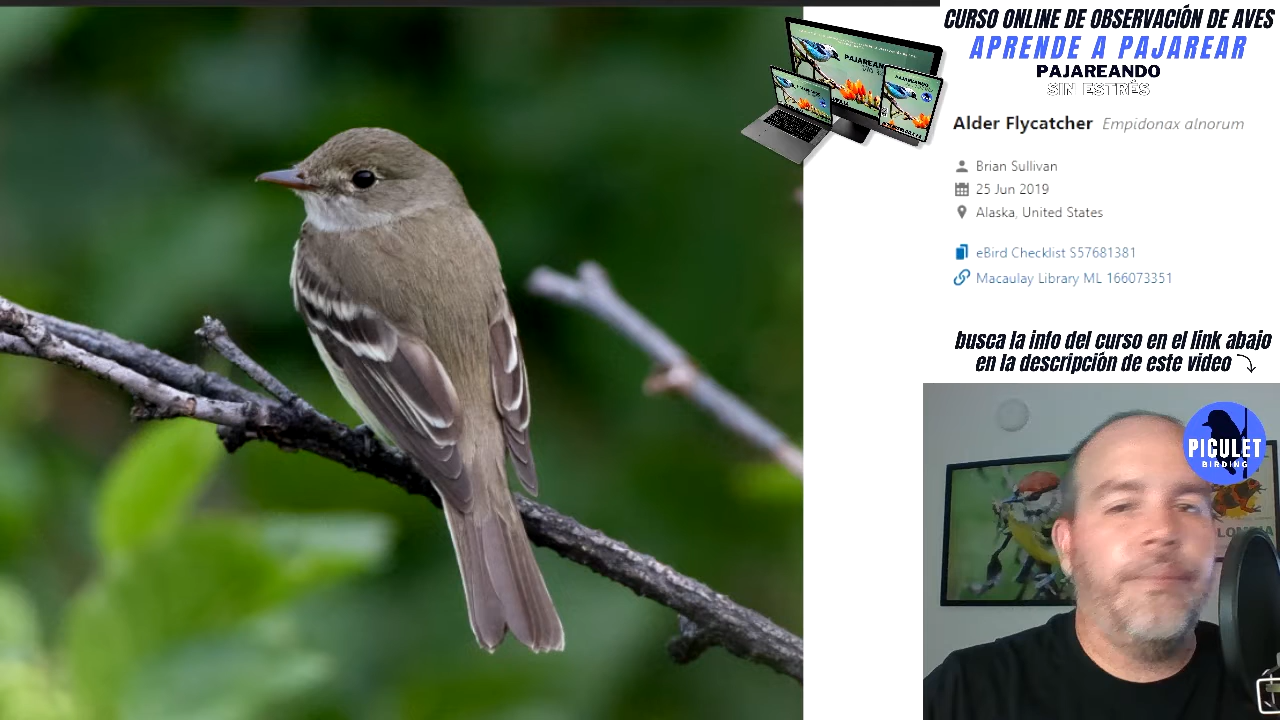 CURSO ONLINE DE OBSERVACIÓN DE AVES
APRENDE A PAJAREAR
PAJAREANDO
SIN ESTRÉS
Alder Flycatcher Empidonax alnorum
Brian Sullivan
25 Jun 2019
Alaska, United States
eBird Checklist S57681381
Macaulay Library ML 166073351
busca la info del curso en el link abajo
en la descripción de este video
PICULET
BIRDING